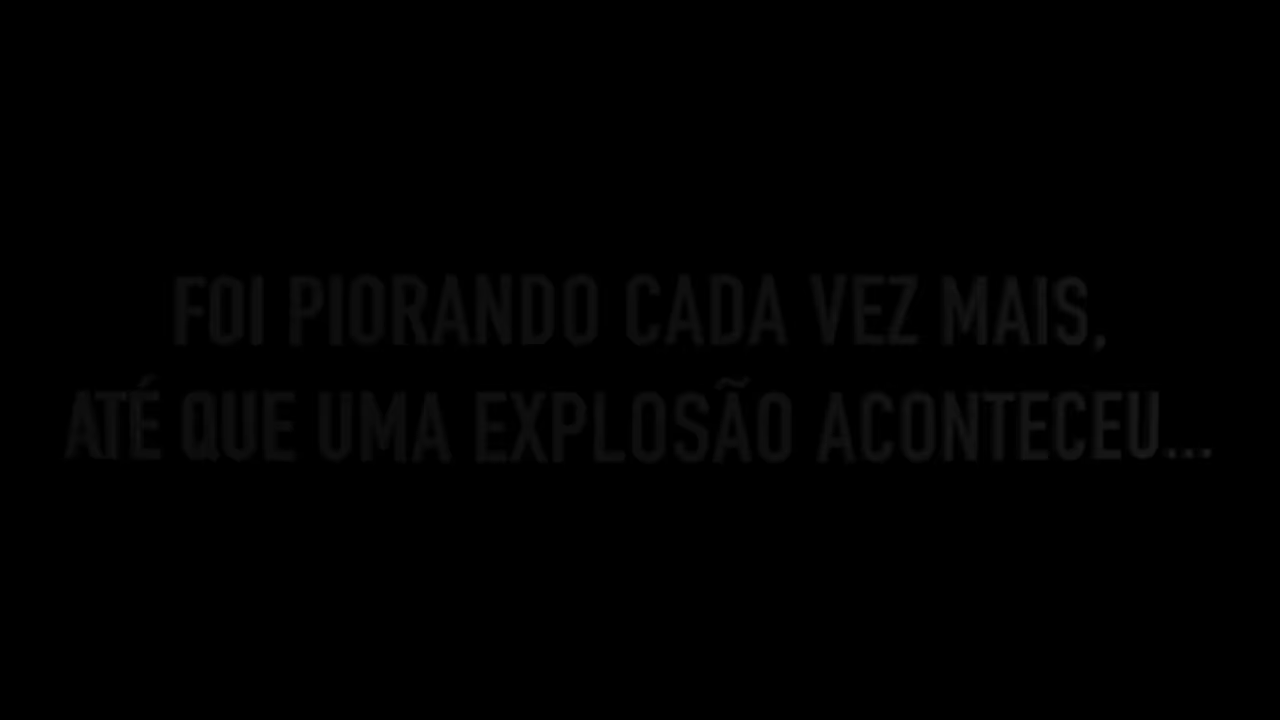 FOI PIORANDO CADA VEZ MAIS,
ATÉ QUE UMA EXPLOSÃO ACONTECEU...